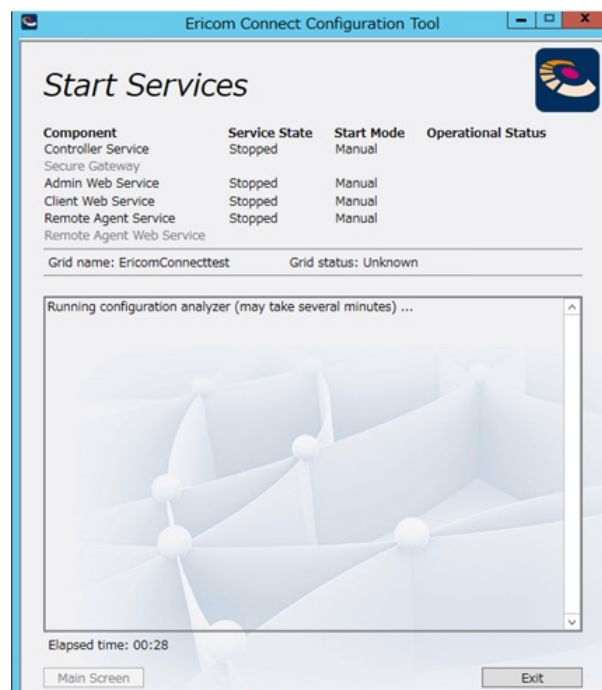 Ericom Connect Configuration Tool
Start Services
Component Service State Start Mode Operational Status
Controller Service Stopped Manual
Secure Gateway
Admin Web Service Stopped Manual
Client Web Service Stopped Manual
Remote Agent Service Stopped Manual
Remote Agent Web Service
Grid name: EricomConnecttest Grid status: Unknown
Running configuration analyzer (may take several minutes) ...
Elapsed time: 00:28
Main Screen Exit